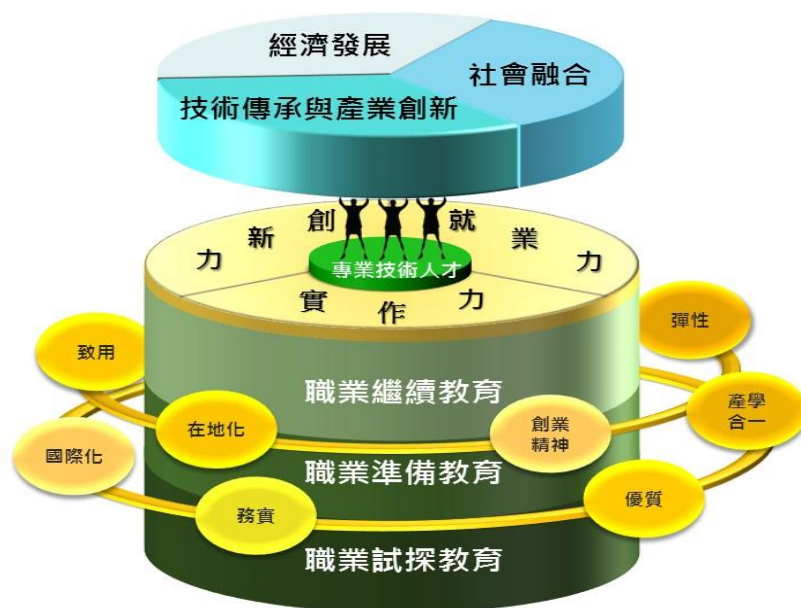 經濟發展
社會融合
技術傳承與產業創新
力新創
就業力
專業技術人才
實作力
彈性
致用
職業繼續教育
產學
合一
在地化
創業
精神
國際化
職業準備教育
優質
務實
職業試探教育